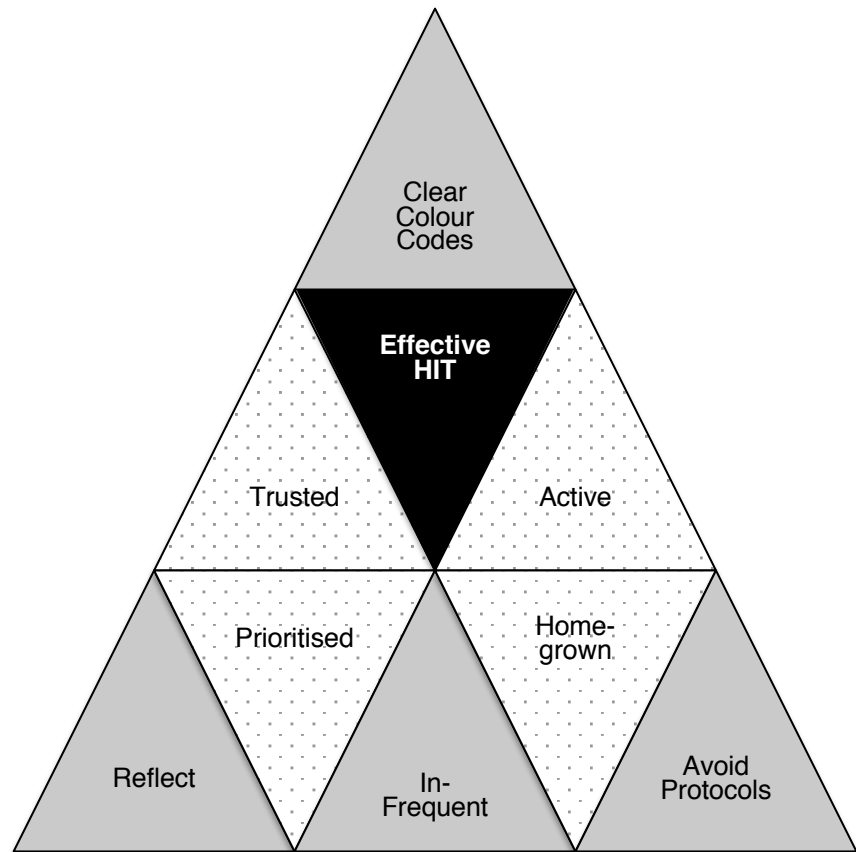 Clear
Colour
Codes
Effective
HIT
Trusted
Active
Prioritised
Home-
grown
Reflect
In-
Frequent
Avoid
Protocols